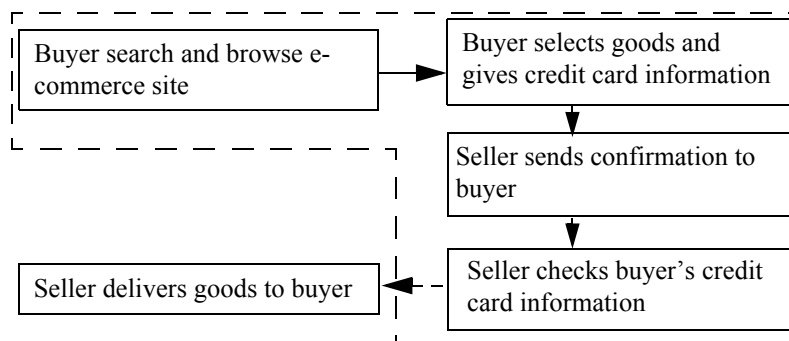 Buyer search and browse e-
commerce site
Buyer selects goods and
gives credit card information
Seller sends confirmation to
buyer
Seller checks buyer’s credit
card information
Seller delivers goods to buyer